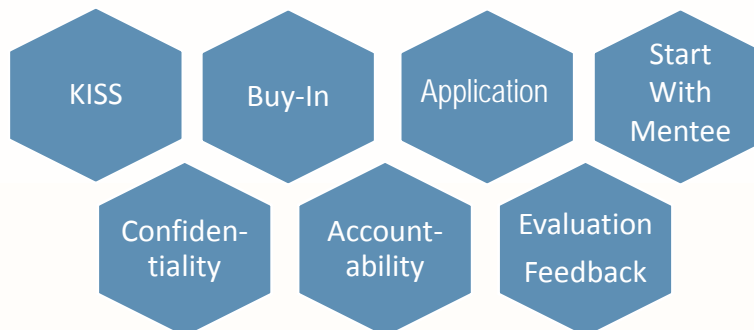 KISS
Buy-In
Application
Start
With
Mentee
Confiden-
tiality
Account-
ability
Evaluation
Feedback